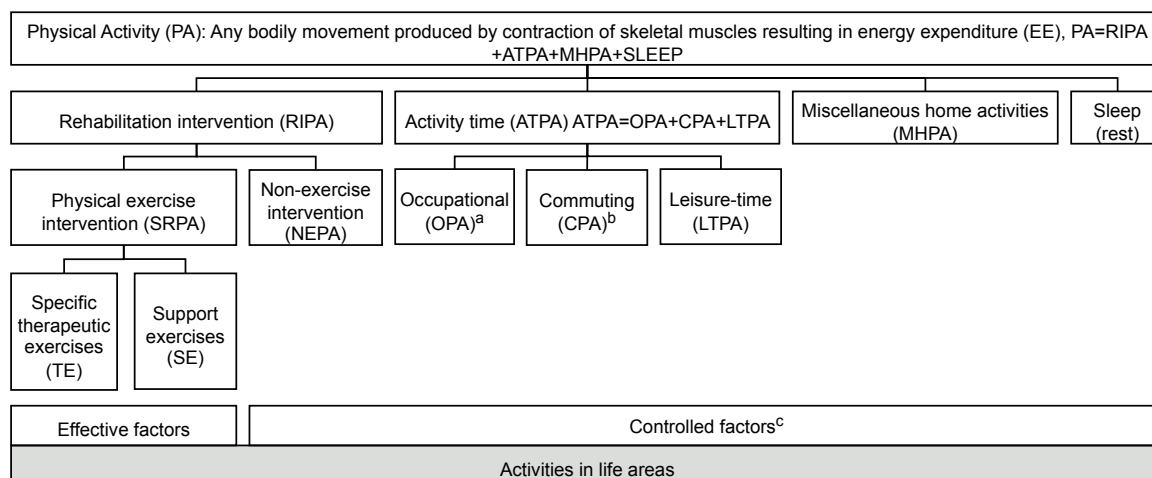 Physical Activity (PA): Any bodily movement produced by contraction of skeletal muscles resulting in energy expenditure (EE), PA=RIPA
+ATPA+MHPA+SLEEP
Rehabilitation intervention (RIPA)
Activity time (ATPA) ATPA=OPA+CPA+LTPA
Miscellaneous home activities
(MHPA)
Sleep
(rest)
Physical exercise
intervention (SRPA)
Non-exercise
intervention
(NEPA)
Occupational
(OPA)a
Commuting
(CPA)b
Leisure-time
(LTPA)
Specific
therapeutic
exercises
(TE)
Support
exercises
(SE)
Effective factors
Controlled factorsc
Activities in life areas